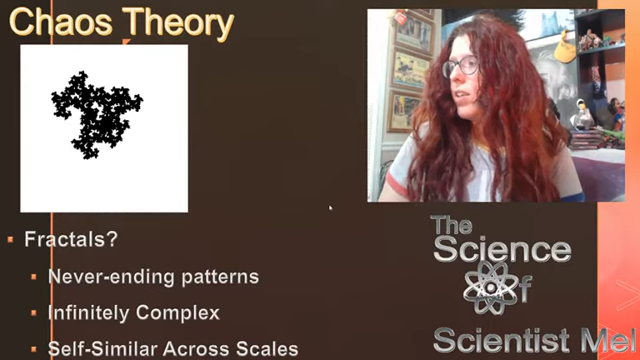 Chaos Theory
Fractals?
Never-ending patterns
Infinitely Complex
Self-Similar Across Scales
The
Science
of
Scientist Mel